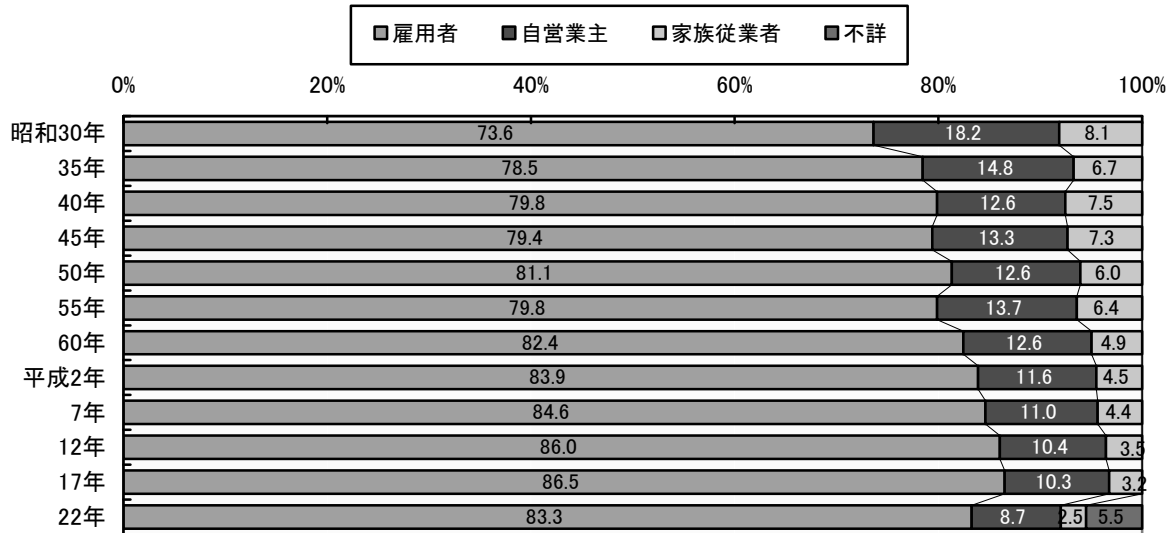 雇用者 自営業主 家族従業者 不詳
0% 20% 40% 60% 80% 100%
昭和30年 73.6 18.2 8.1
35年 78.5 14.8 6.7
40年 79.8 12.6 7.5
45年 79.4 13.3 7.3
50年 81.1 12.6 6.0
55年 79.8 13.7 6.4
60年 82.4 12.6 4.9
平成2年 83.9 11.6 4.5
7年 84.6 11.0 4.4
12年 86.0 10.4 3.5
17年 86.5 10.3 3.2
22年 83.3 8.7 2.5 5.5